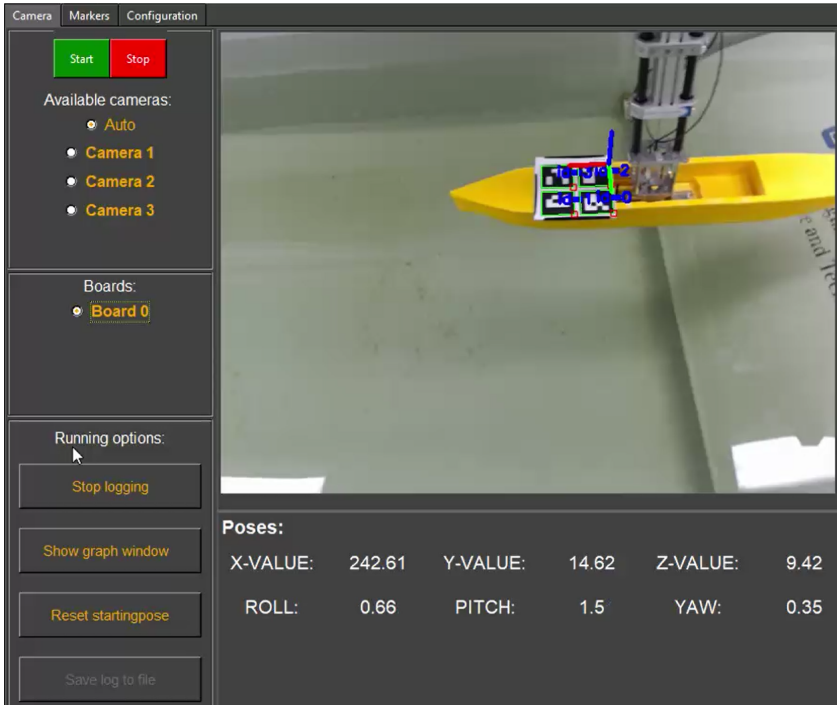 Camera Markers Configuration
Start Stop
Available cameras:
Auto
Camera 1
Camera 2
Camera 3
Boards:
Board 0
Running options:
Stop logging
Show graph window
Reset startingpose
Save log to file
id=2
Poses:
X-VALUE: 242.61 Y-VALUE: 14.62 Z-VALUE: 9.42
ROLL: 0.66 PITCH: 1.5 YAW: 0.35